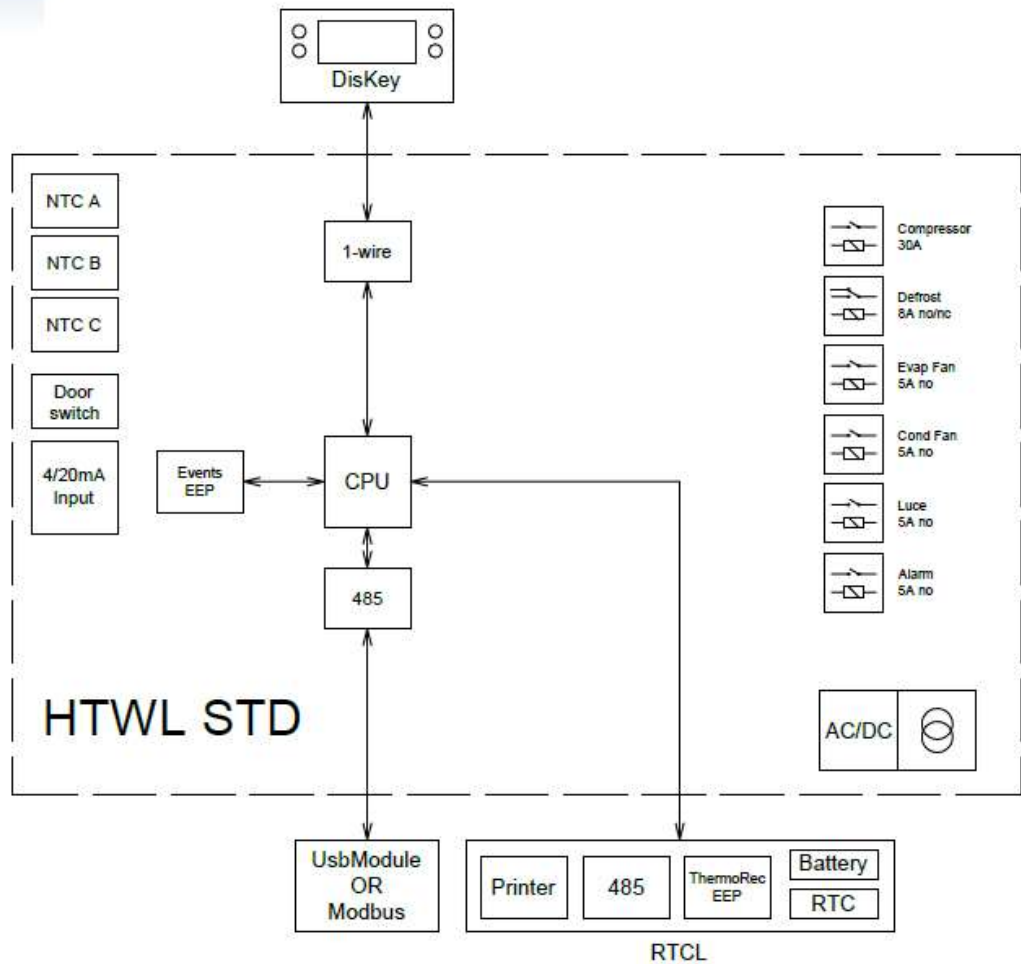 DisKey
NTC A
NTC B
NTC C
Door
switch
4/20mA
Input
1-wire
Events
EEP
CPU
485
Compressor
30A
Defrost
8A no/nc
Evap Fan
5A no
Cond Fan
5A no
Luce
5A no
Alarm
5A no
HTWL STD
AC/DC
UsbModule
OR
Modbus
Printer
485
ThermoRec
EEP
Battery
RTC
RTCL